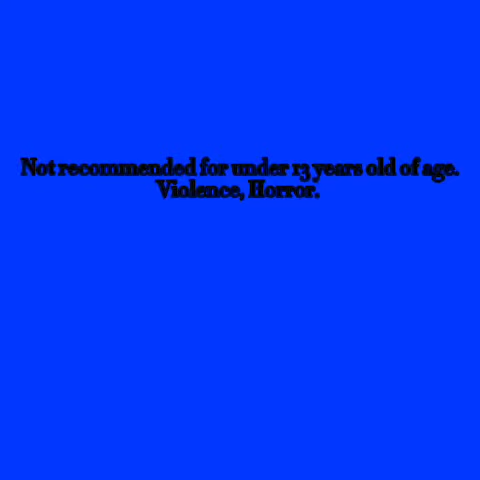 Not recommended for under 13 years old of age.
Violence, Horror.